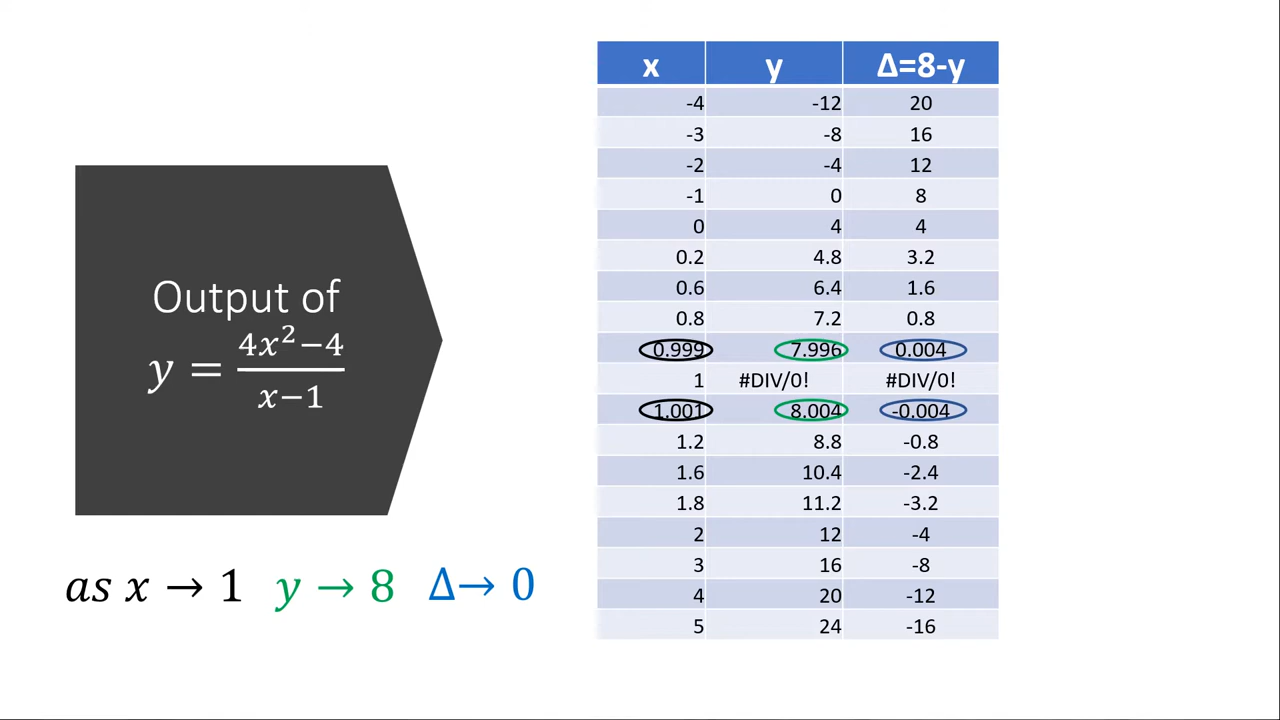 Output of
y = (4x²−4)/(x−1)
as x → 1 y → 8 Δ→ 0
x y Δ=8-y
-4 -12 20
-3 -8 16
-2 -4 12
-1 0 8
0 4 4
0.2 4.8 3.2
0.6 6.4 1.6
0.8 7.2 0.8
0.999 7.996 0.004
1 #DIV/0! #DIV/0!
1.001 8.004 -0.004
1.2 8.8 -0.8
1.6 10.4 -2.4
1.8 11.2 -3.2
2 12 -4
3 16 -8
4 20 -12
5 24 -16